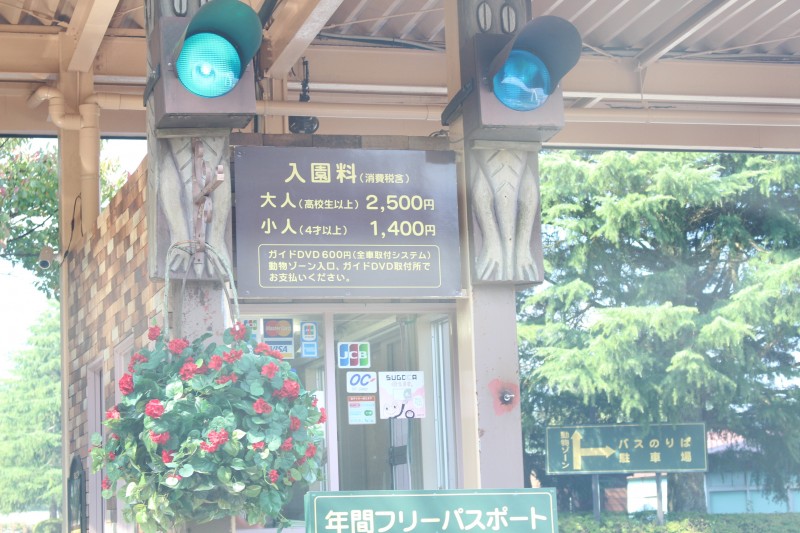 入園料(消費税含)
大人(高校生以上) 2,500円
小人(4才以上) 1,400円
ガイドDVD600円(全車取付システム)
動物ゾーン入口、ガイドDVD取付所で
お支払いください。
MasterCard
VISA
JCB
SUGOCA
動物ゾーン
バスのりば
駐車場
年間フリーパスポート